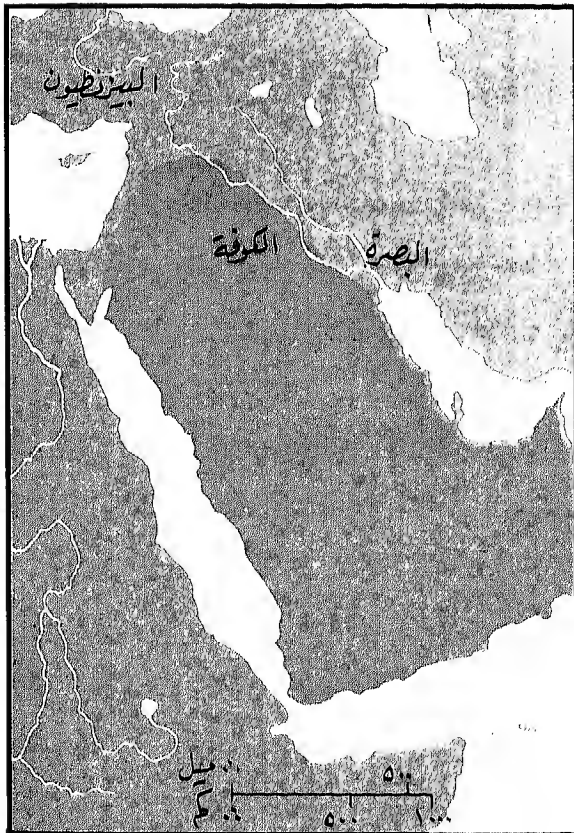 البيزنطيون
البصرة
الكوفة
ميل ٥٠٠
كم ٥٠٠ ١٠٠٠